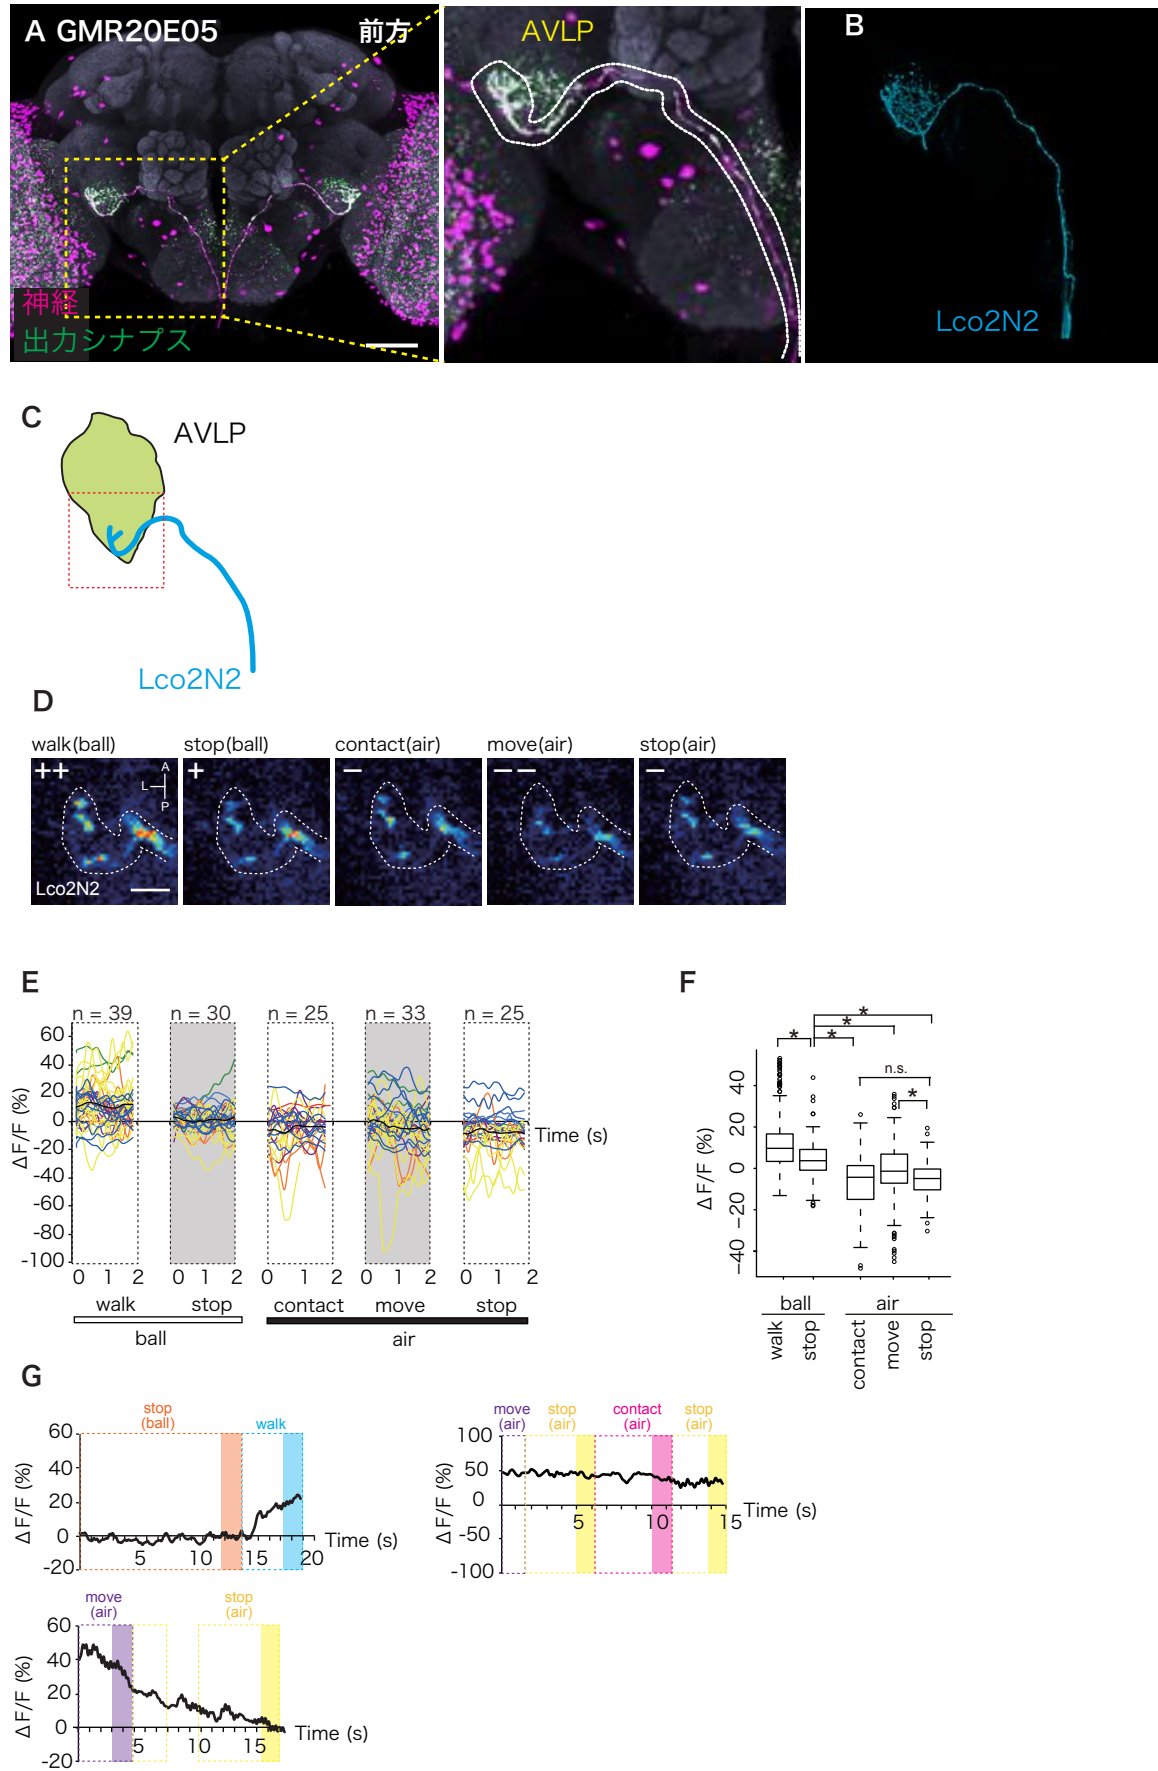 A GMR20E05 前方
神経
出力シナプス
AVLP
B
Lco2N2
C
AVLP
Lco2N2
D
walk(ball) stop(ball) contact(air) move(air) stop(air)
++ + − −− −
A
L
P
Lco2N2
E
n = 39 n = 30 n = 25 n = 33 n = 25
ΔF/F (%)
60
40
20
0
-20
-40
-60
-80
-100
Time (s)
0 1 2 0 1 2 0 1 2 0 1 2 0 1 2
walk stop contact move stop
ball air
F
* * * *
n.s.
*
ΔF/F (%)
40
20
0
−20
−40
ball air
walk stop contact move stop
G
stop
(ball)
walk
ΔF/F (%)
60
40
20
0
-20
5 10 15 20
Time (s)
move
(air)
stop
(air)
contact
(air)
stop
(air)
ΔF/F (%)
100
50
0
-50
-100
5 10 15
Time (s)
move
(air)
stop
(air)
ΔF/F (%)
60
40
20
0
-20
5 10 15
Time (s)